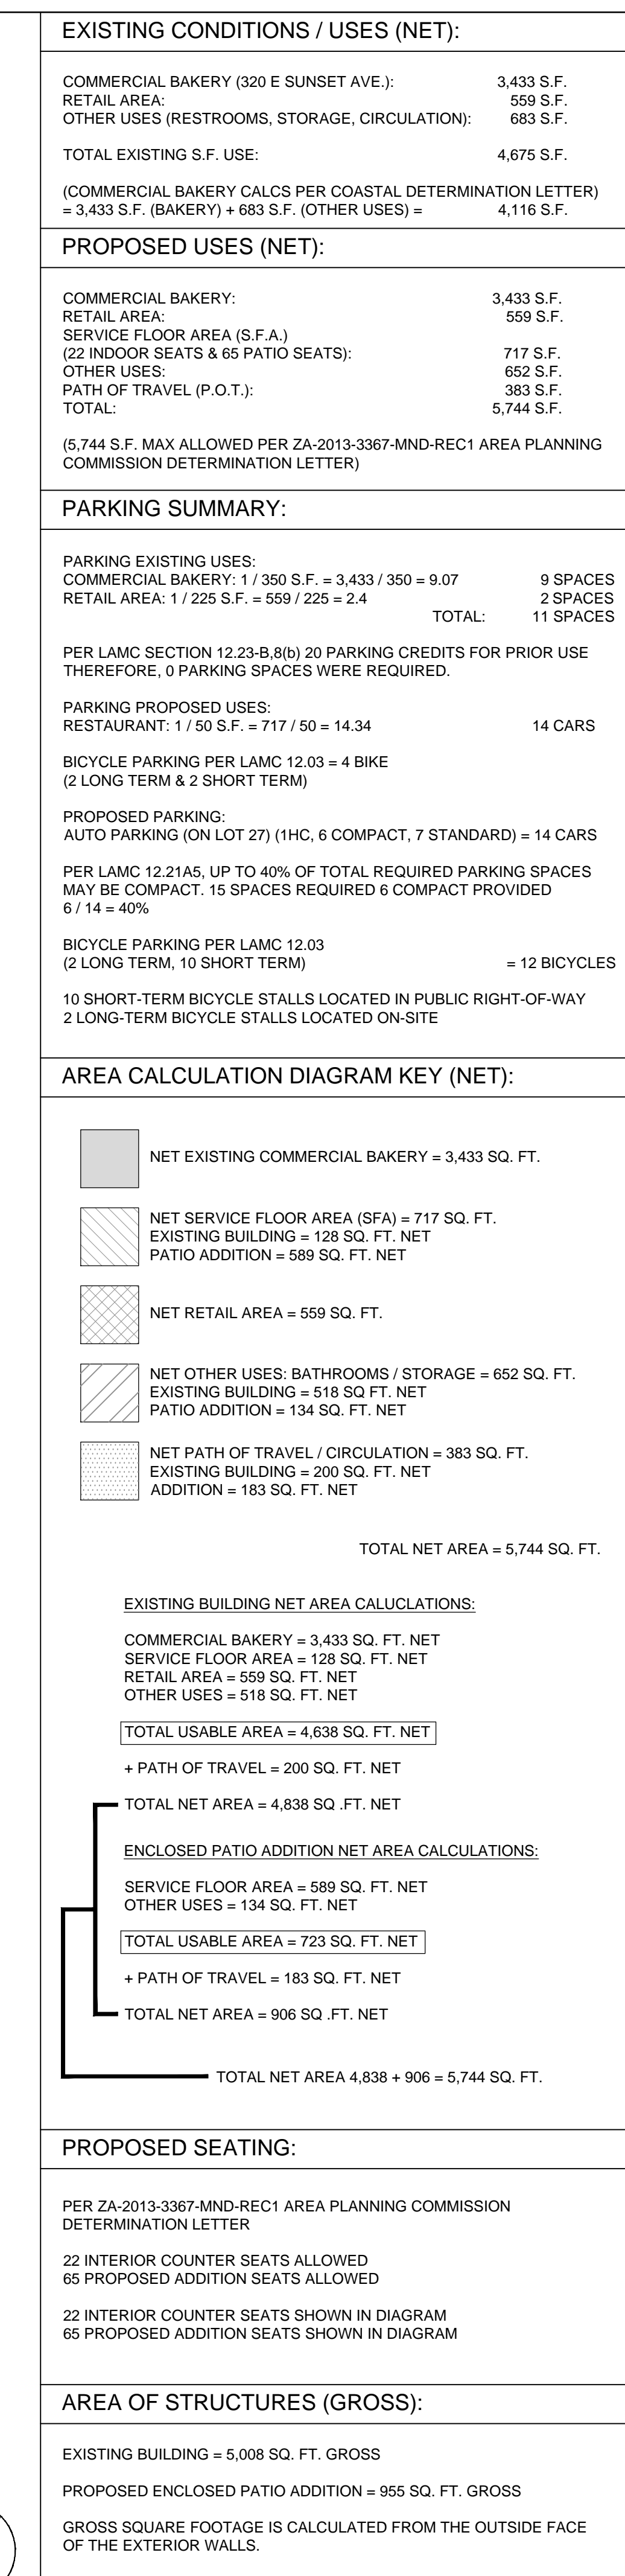 EXISTING CONDITIONS / USES (NET):
COMMERCIAL BAKERY (320 E SUNSET AVE.): 3,433 S.F.
RETAIL AREA: 559 S.F.
OTHER USES (RESTROOMS, STORAGE, CIRCULATION): 683 S.F.
TOTAL EXISTING S.F. USE: 4,675 S.F.
(COMMERCIAL BAKERY CALCS PER COASTAL DETERMINATION LETTER)
= 3,433 S.F. (BAKERY) + 683 S.F. (OTHER USES) = 4,116 S.F.
PROPOSED USES (NET):
COMMERCIAL BAKERY: 3,433 S.F.
RETAIL AREA: 559 S.F.
SERVICE FLOOR AREA (S.F.A.)
(22 INDOOR SEATS & 65 PATIO SEATS): 717 S.F.
OTHER USES: 652 S.F.
PATH OF TRAVEL (P.O.T.): 383 S.F.
TOTAL: 5,744 S.F.
(5,744 S.F. MAX ALLOWED PER ZA-2013-3367-MND-REC1 AREA PLANNING
COMMISSION DETERMINATION LETTER)
PARKING SUMMARY:
PARKING EXISTING USES:
COMMERCIAL BAKERY: 1 / 350 S.F. = 3,433 / 350 = 9.07 9 SPACES
RETAIL AREA: 1 / 225 S.F. = 559 / 225 = 2.4 2 SPACES
TOTAL: 11 SPACES
PER LAMC SECTION 12.23-B,8(b) 20 PARKING CREDITS FOR PRIOR USE
THEREFORE, 0 PARKING SPACES WERE REQUIRED.
PARKING PROPOSED USES:
RESTAURANT: 1 / 50 S.F. = 717 / 50 = 14.34 14 CARS
BICYCLE PARKING PER LAMC 12.03 = 4 BIKE
(2 LONG TERM & 2 SHORT TERM)
PROPOSED PARKING:
AUTO PARKING (ON LOT 27) (1HC, 6 COMPACT, 7 STANDARD) = 14 CARS
PER LAMC 12.21A5, UP TO 40% OF TOTAL REQUIRED PARKING SPACES
MAY BE COMPACT. 15 SPACES REQUIRED 6 COMPACT PROVIDED
6 / 14 = 40%
BICYCLE PARKING PER LAMC 12.03
(2 LONG TERM, 10 SHORT TERM) = 12 BICYCLES
10 SHORT-TERM BICYCLE STALLS LOCATED IN PUBLIC RIGHT-OF-WAY
2 LONG-TERM BICYCLE STALLS LOCATED ON-SITE
AREA CALCULATION DIAGRAM KEY (NET):
NET EXISTING COMMERCIAL BAKERY = 3,433 SQ. FT.
NET SERVICE FLOOR AREA (SFA) = 717 SQ. FT.
EXISTING BUILDING = 128 SQ. FT. NET
PATIO ADDITION = 589 SQ. FT. NET
NET RETAIL AREA = 559 SQ. FT.
NET OTHER USES: BATHROOMS / STORAGE = 652 SQ. FT.
EXISTING BUILDING = 518 SQ FT. NET
PATIO ADDITION = 134 SQ. FT. NET
NET PATH OF TRAVEL / CIRCULATION = 383 SQ. FT.
EXISTING BUILDING = 200 SQ. FT. NET
ADDITION = 183 SQ. FT. NET
TOTAL NET AREA = 5,744 SQ. FT.
EXISTING BUILDING NET AREA CALUCLATIONS:
COMMERCIAL BAKERY = 3,433 SQ. FT. NET
SERVICE FLOOR AREA = 128 SQ. FT. NET
RETAIL AREA = 559 SQ. FT. NET
OTHER USES = 518 SQ. FT. NET
TOTAL USABLE AREA = 4,638 SQ. FT. NET
+ PATH OF TRAVEL = 200 SQ. FT. NET
TOTAL NET AREA = 4,838 SQ .FT. NET
ENCLOSED PATIO ADDITION NET AREA CALCULATIONS:
SERVICE FLOOR AREA = 589 SQ. FT. NET
OTHER USES = 134 SQ. FT. NET
TOTAL USABLE AREA = 723 SQ. FT. NET
+ PATH OF TRAVEL = 183 SQ. FT. NET
TOTAL NET AREA = 906 SQ .FT. NET
TOTAL NET AREA 4,838 + 906 = 5,744 SQ. FT.
PROPOSED SEATING:
PER ZA-2013-3367-MND-REC1 AREA PLANNING COMMISSION
DETERMINATION LETTER
22 INTERIOR COUNTER SEATS ALLOWED
65 PROPOSED ADDITION SEATS ALLOWED
22 INTERIOR COUNTER SEATS SHOWN IN DIAGRAM
65 PROPOSED ADDITION SEATS SHOWN IN DIAGRAM
AREA OF STRUCTURES (GROSS):
EXISTING BUILDING = 5,008 SQ. FT. GROSS
PROPOSED ENCLOSED PATIO ADDITION = 955 SQ. FT. GROSS
GROSS SQUARE FOOTAGE IS CALCULATED FROM THE OUTSIDE FACE
OF THE EXTERIOR WALLS.